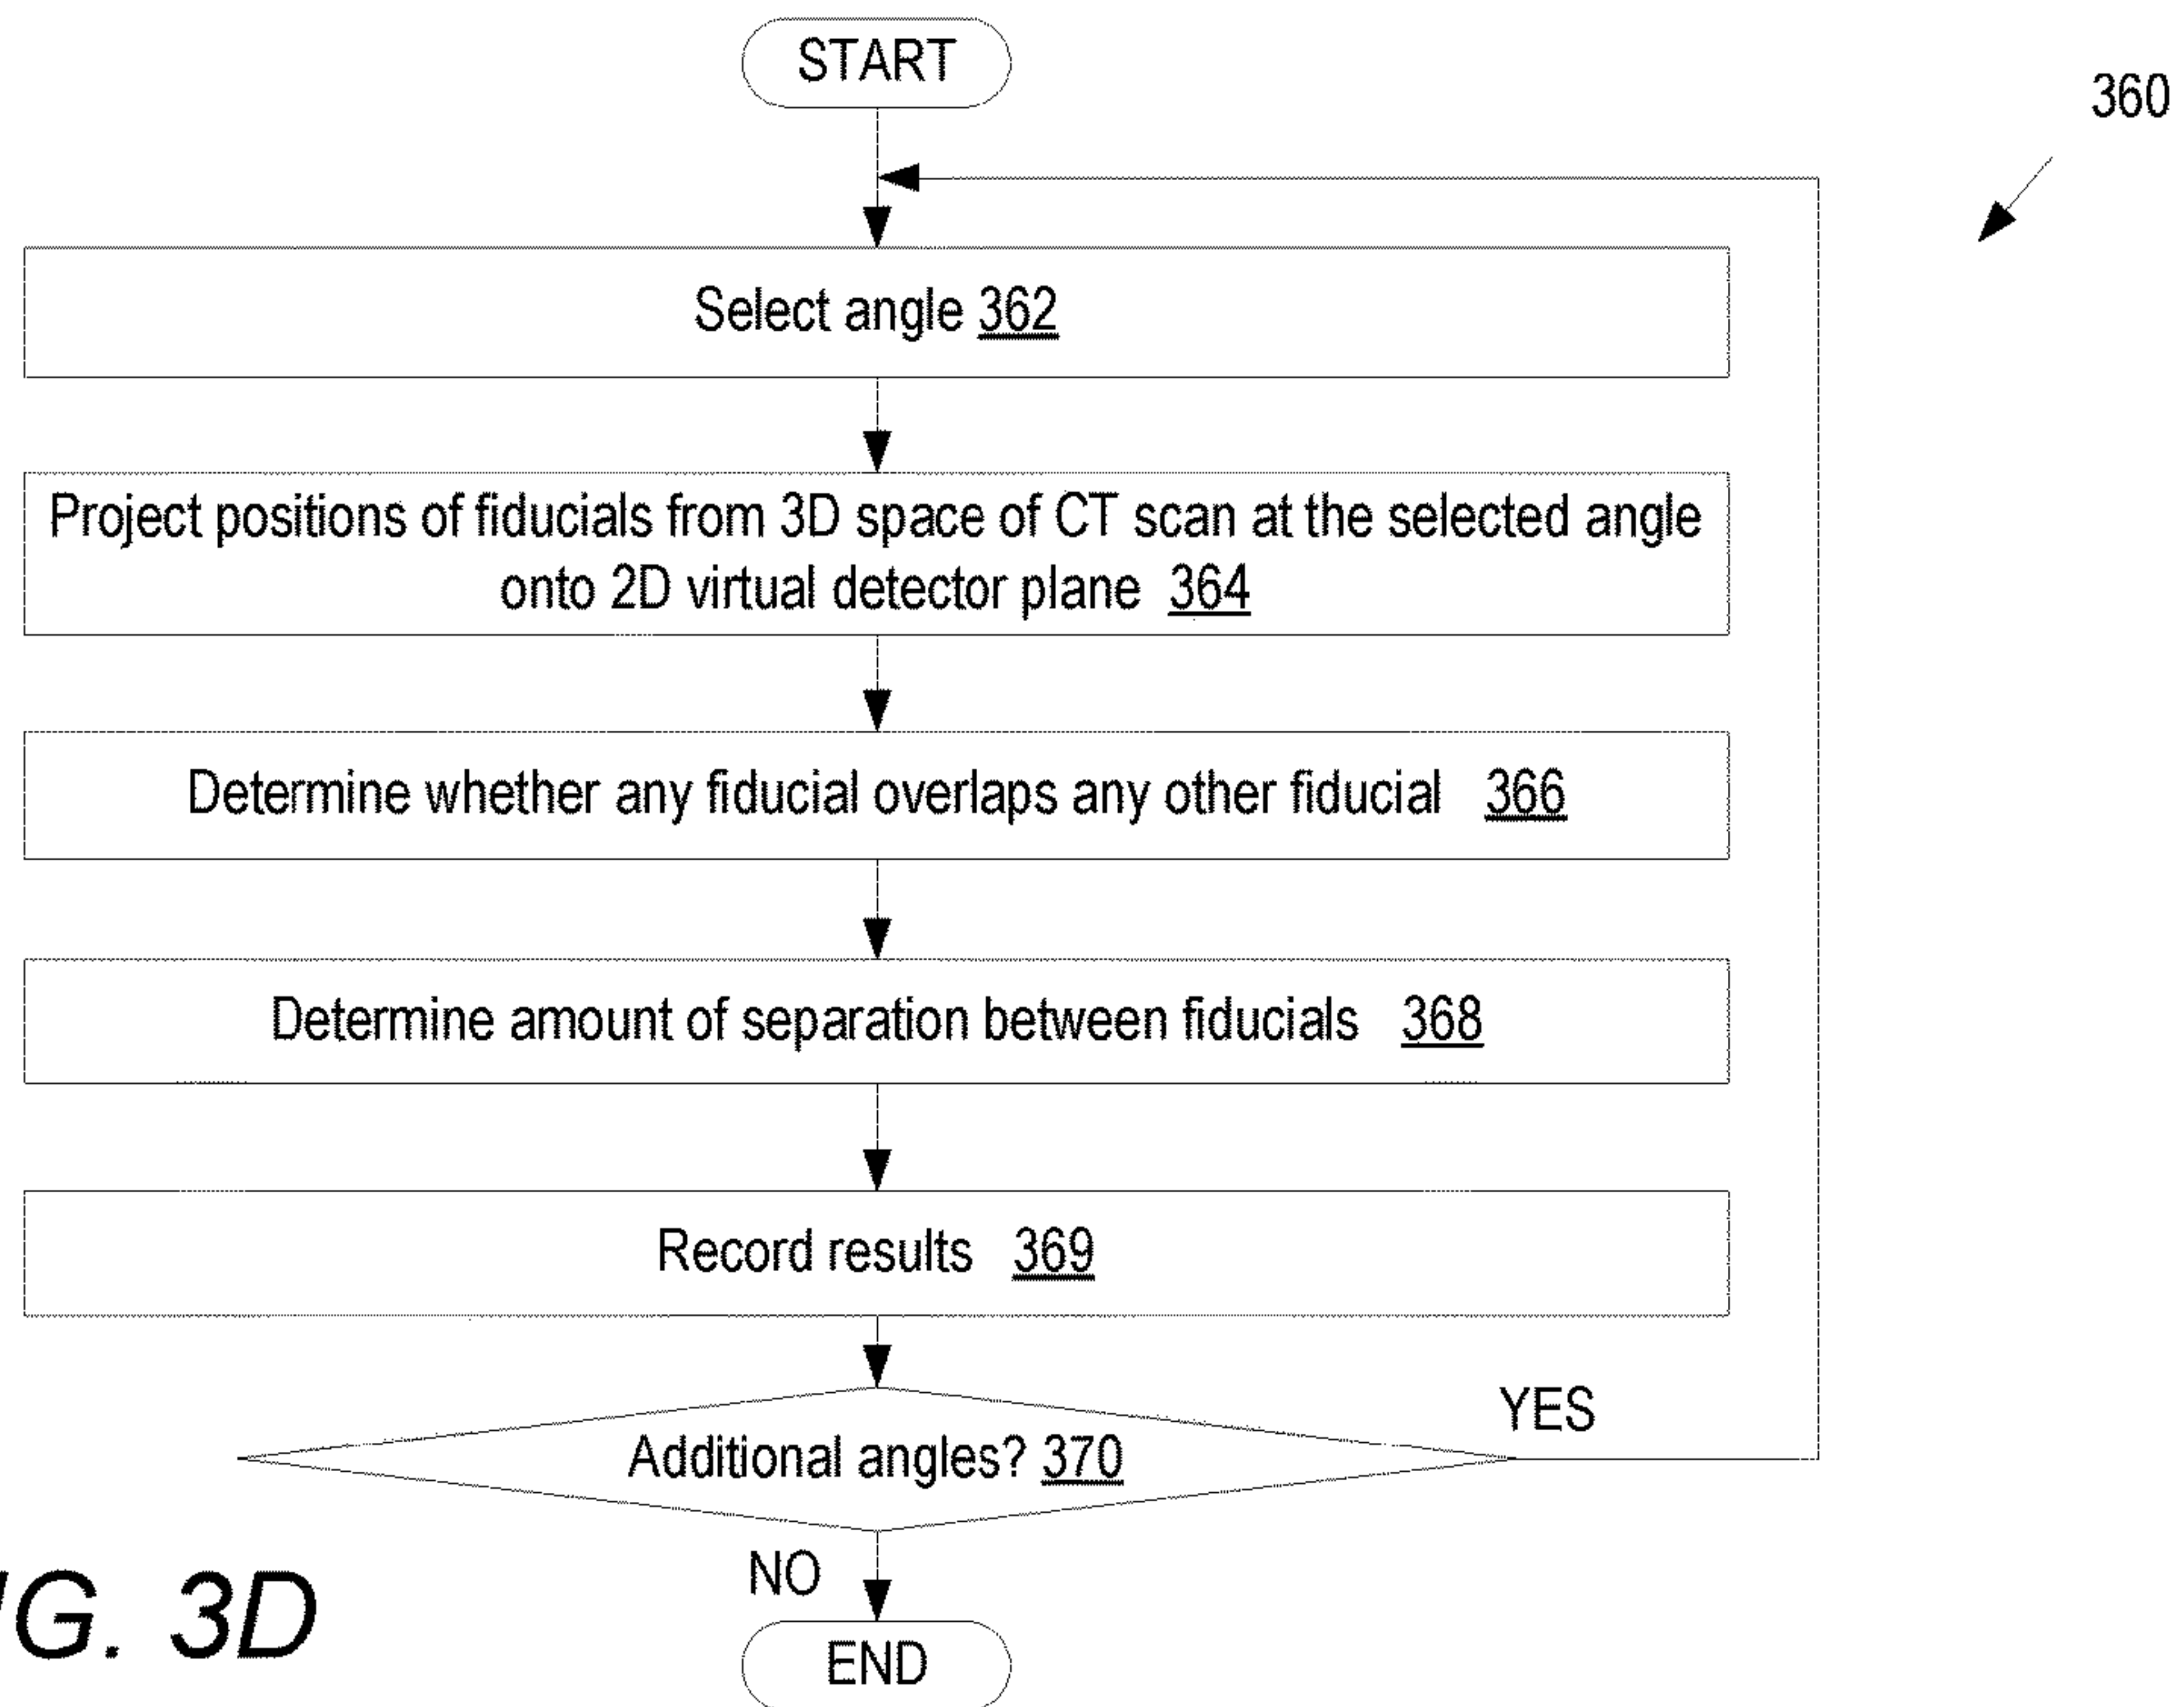 START
360
Select angle 362
Project positions of fiducials from 3D space of CT scan at the selected angle
onto 2D virtual detector plane 364
Determine whether any fiducial overlaps any other fiducial 366
Determine amount of separation between fiducials 368
Record results 369
YES
Additional angles? 370
NO
G. 3D
END